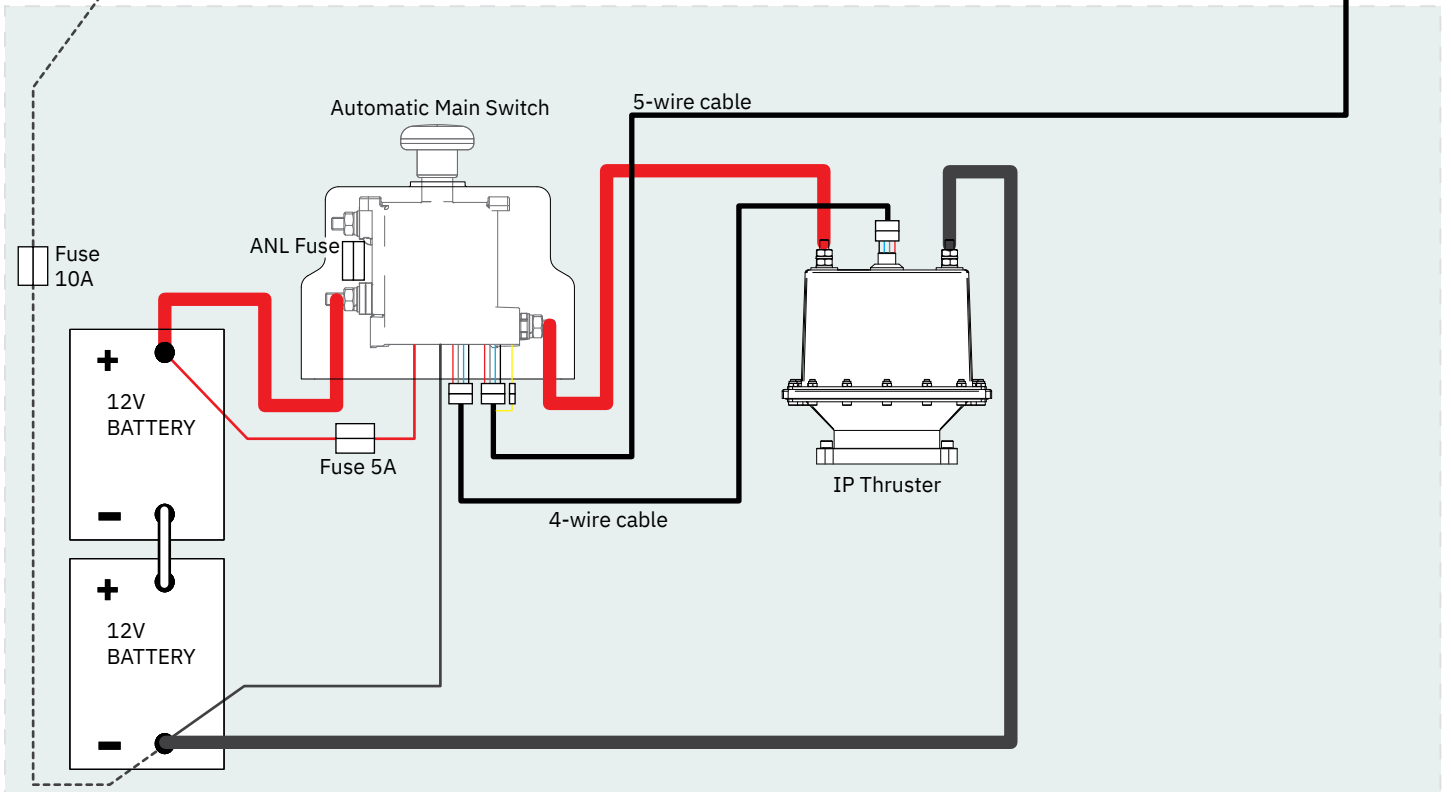 5-wire cable
Automatic Main Switch
ANL Fuse
Fuse
10A
+
12V
BATTERY
-
Fuse 5A
IP Thruster
4-wire cable
+
12V
BATTERY
-